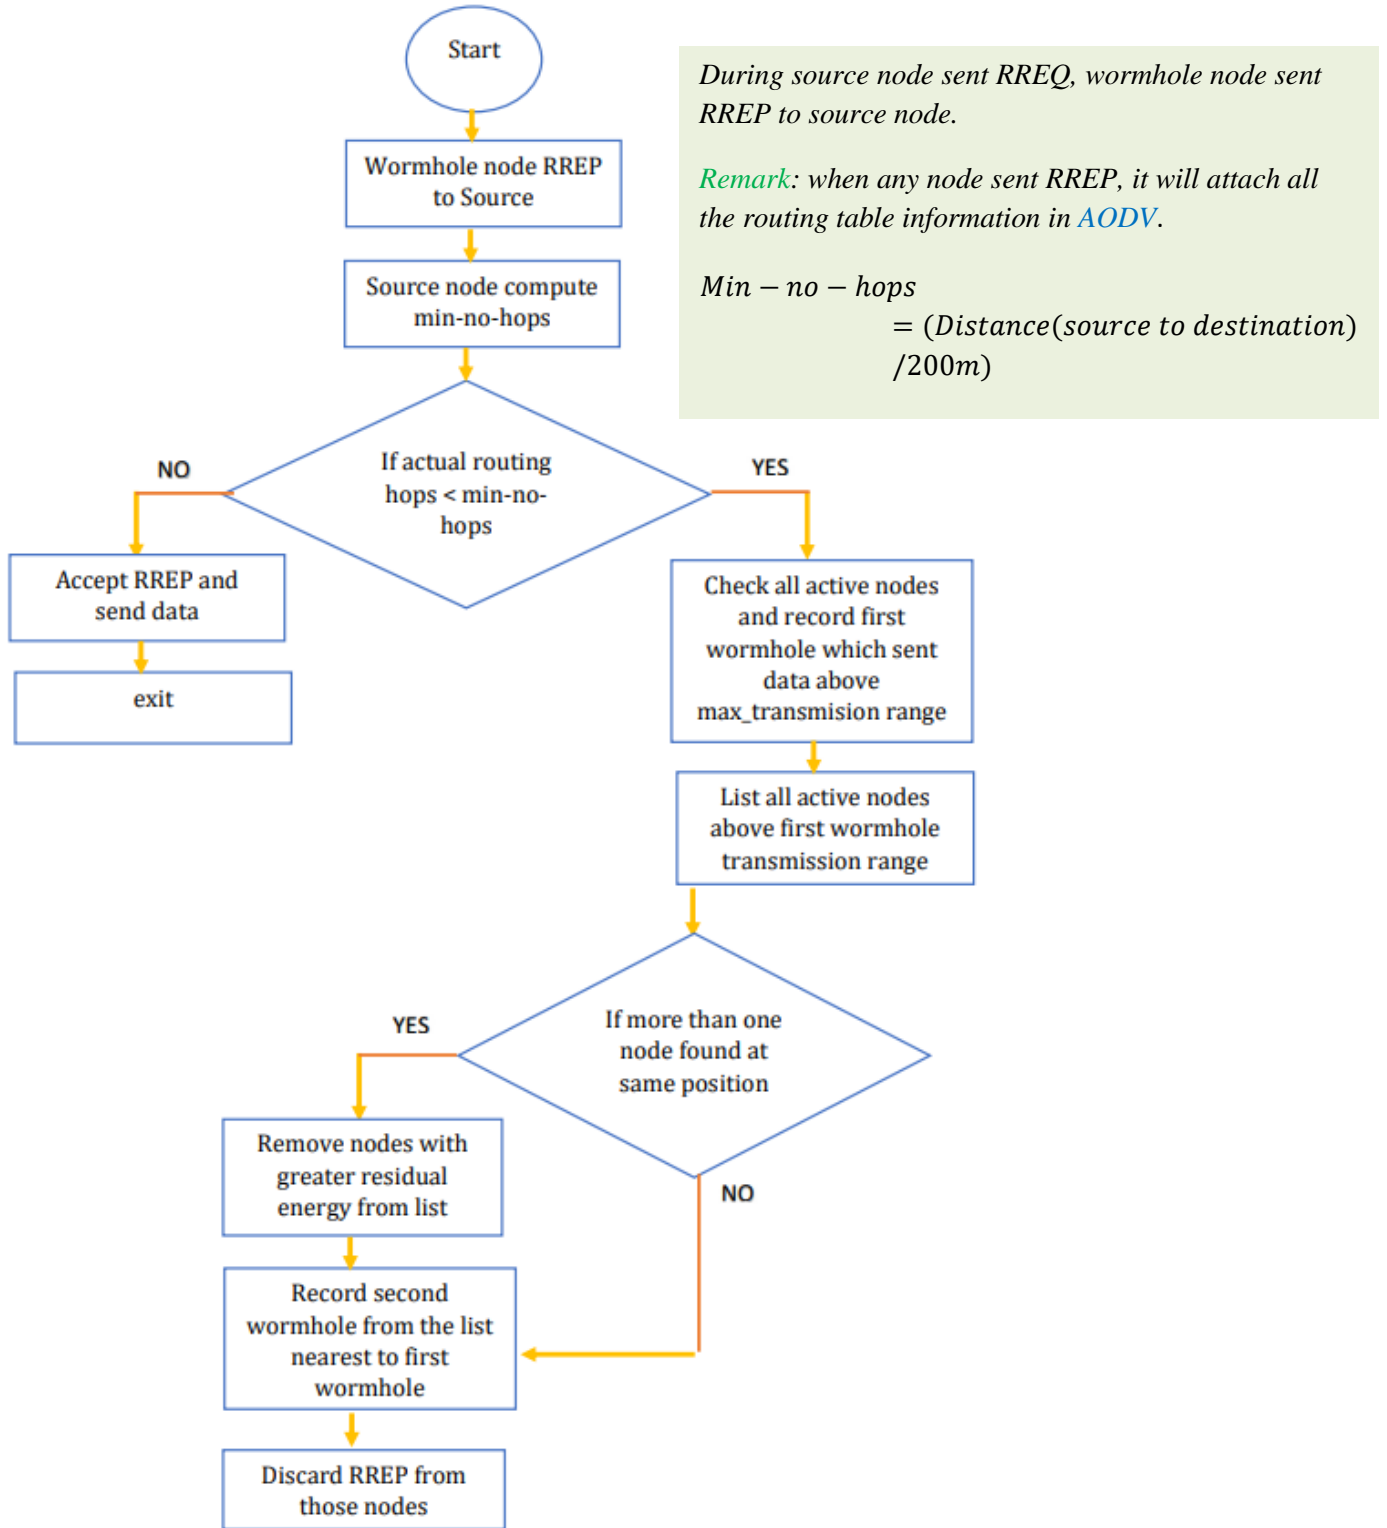 Start
During source node sent RREQ, wormhole node sent
RREP to source node.
Remark: when any node sent RREP, it will attach all
the routing table information in AODV.
Min − no − hops
= (Distance(source to destination)
/200m)
Wormhole node RREP
to Source
Source node compute
min-no-hops
If actual routing
hops < min-no-
hops
NO
YES
Accept RREP and
send data
exit
Check all active nodes
and record first
wormhole which sent
data above
max_transmision range
List all active nodes
above first wormhole
transmission range
If more than one
node found at
same position
YES
NO
Remove nodes with
greater residual
energy from list
Record second
wormhole from the list
nearest to first
wormhole
Discard RREP from
those nodes